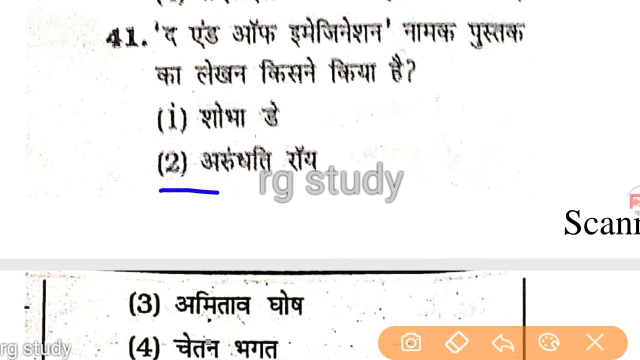 41. 'द एंड ऑफ इमेजिनेशन' नामक पुस्तक
का लेखन किसने किया है?
(i) शोभा डे
(2) अरुंधति रॉय
rg study
Scan
(3) अमिताव घोष
rg study
(4) चेतन भगत